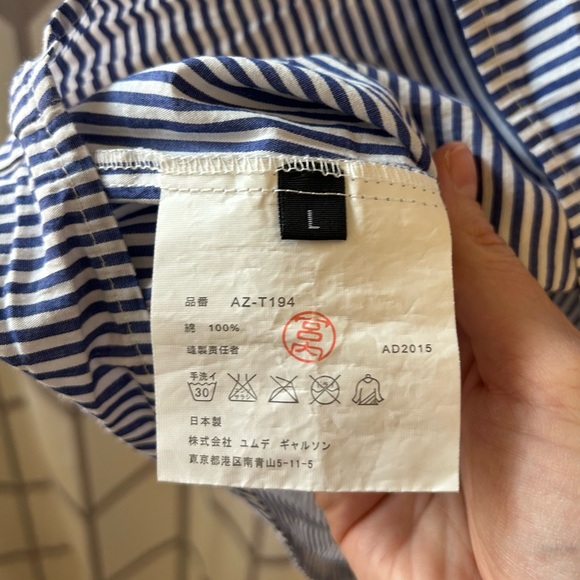 L
品番 AZ-T194
綿 100%
縫製責任者 AD2015
手洗イ
30
日本製
株式会社 ユムデ ギャルソン
東京都港区南青山5-11-5